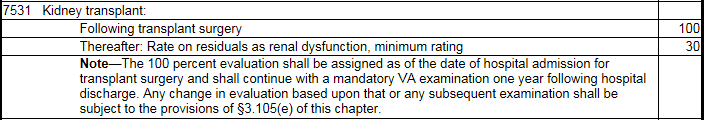 7531 Kidney transplant:
Following transplant surgery 100
Thereafter: Rate on residuals as renal dysfunction, minimum rating 30
Note—The 100 percent evaluation shall be assigned as of the date of hospital admission for
transplant surgery and shall continue with a mandatory VA examination one year following hospital
discharge. Any change in evaluation based upon that or any subsequent examination shall be
subject to the provisions of §3.105(e) of this chapter.